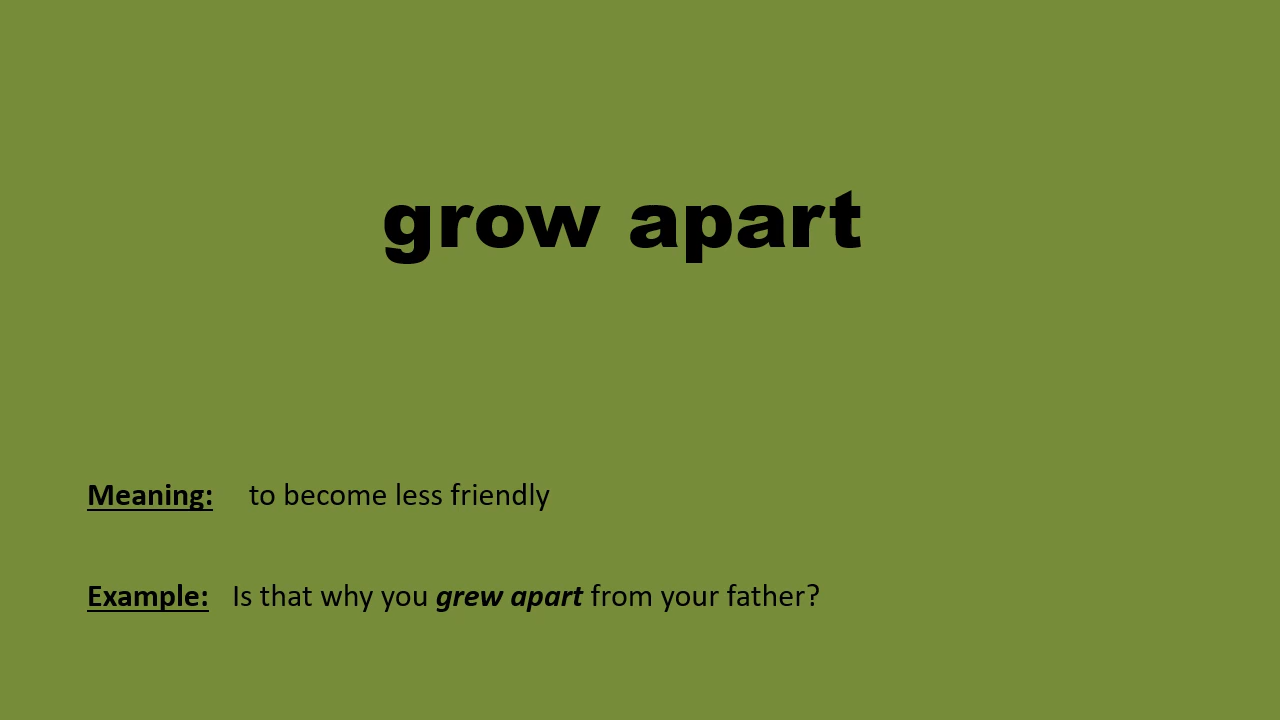 grow apart
Meaning: to become less friendly
Example: Is that why you grew apart from your father?